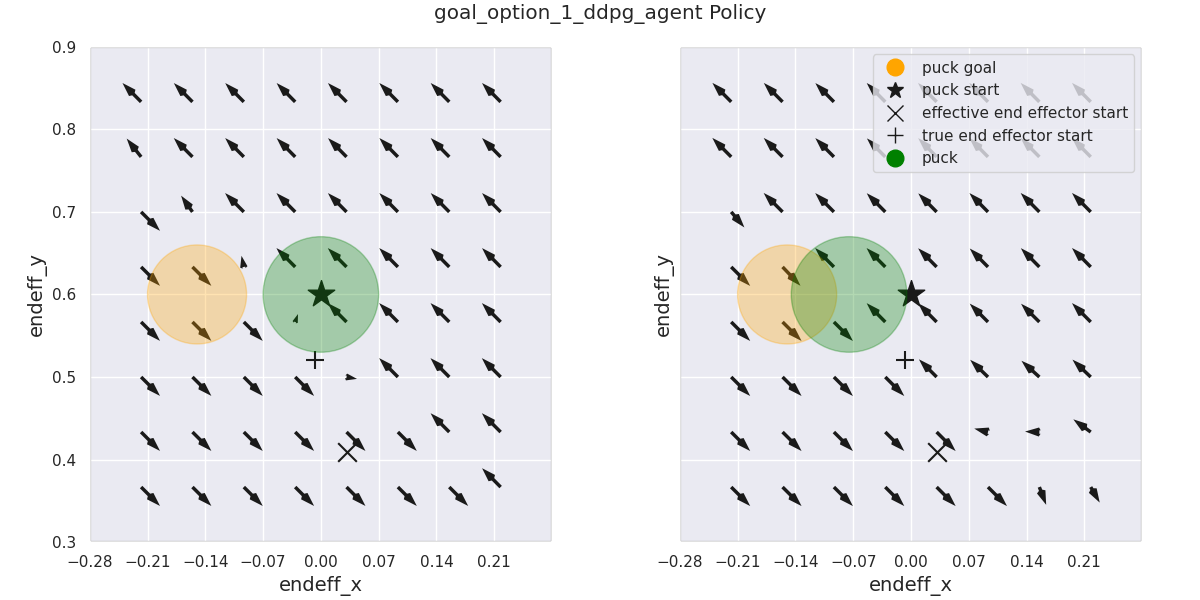 goal_option_1_ddpg_agent Policy
endeff_y
0.9
0.8
0.7
0.6
0.5
0.4
0.3
−0.28 −0.21 −0.14 −0.07 0.00 0.07 0.14 0.21
endeff_x
endeff_y
puck goal
puck start
effective end effector start
true end effector start
puck
−0.28 −0.21 −0.14 −0.07 0.00 0.07 0.14 0.21
endeff_x